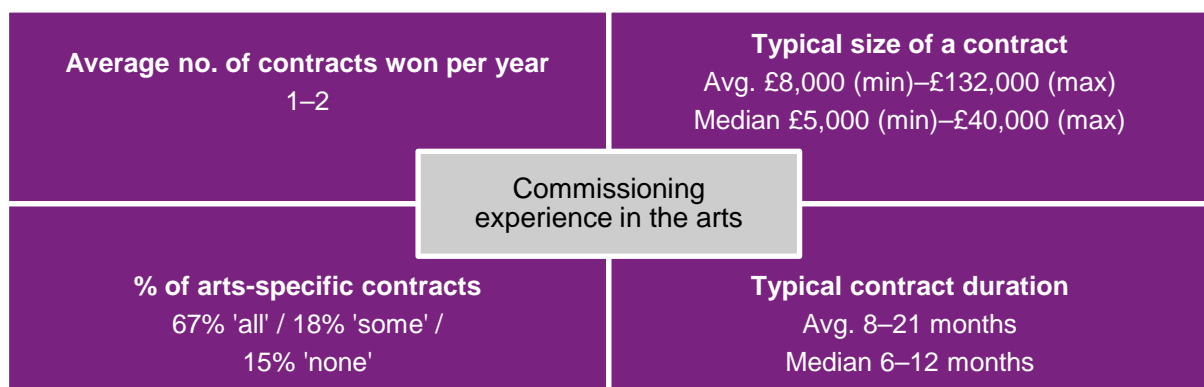 Average no. of contracts won per year
1–2
Typical size of a contract
Avg. £8,000 (min)–£132,000 (max)
Median £5,000 (min)–£40,000 (max)
Commissioning
experience in the arts
% of arts-specific contracts
67% 'all' / 18% 'some' /
15% 'none'
Typical contract duration
Avg. 8–21 months
Median 6–12 months